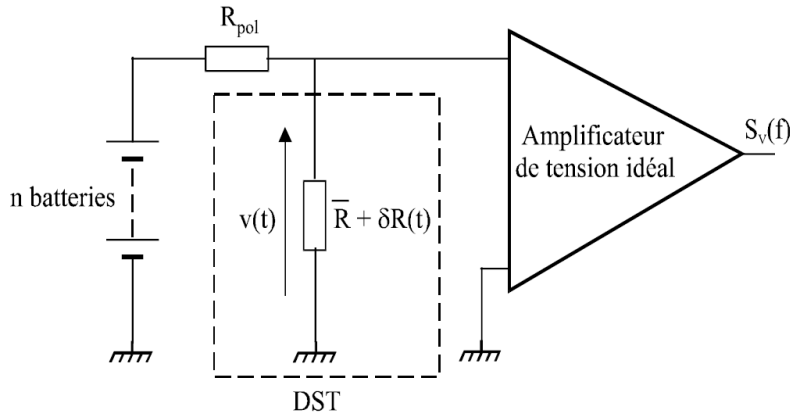 R_pol
S_v(f)
Amplificateur
de tension idéal
n batteries
v(t)
R̅ + δR(t)
DST